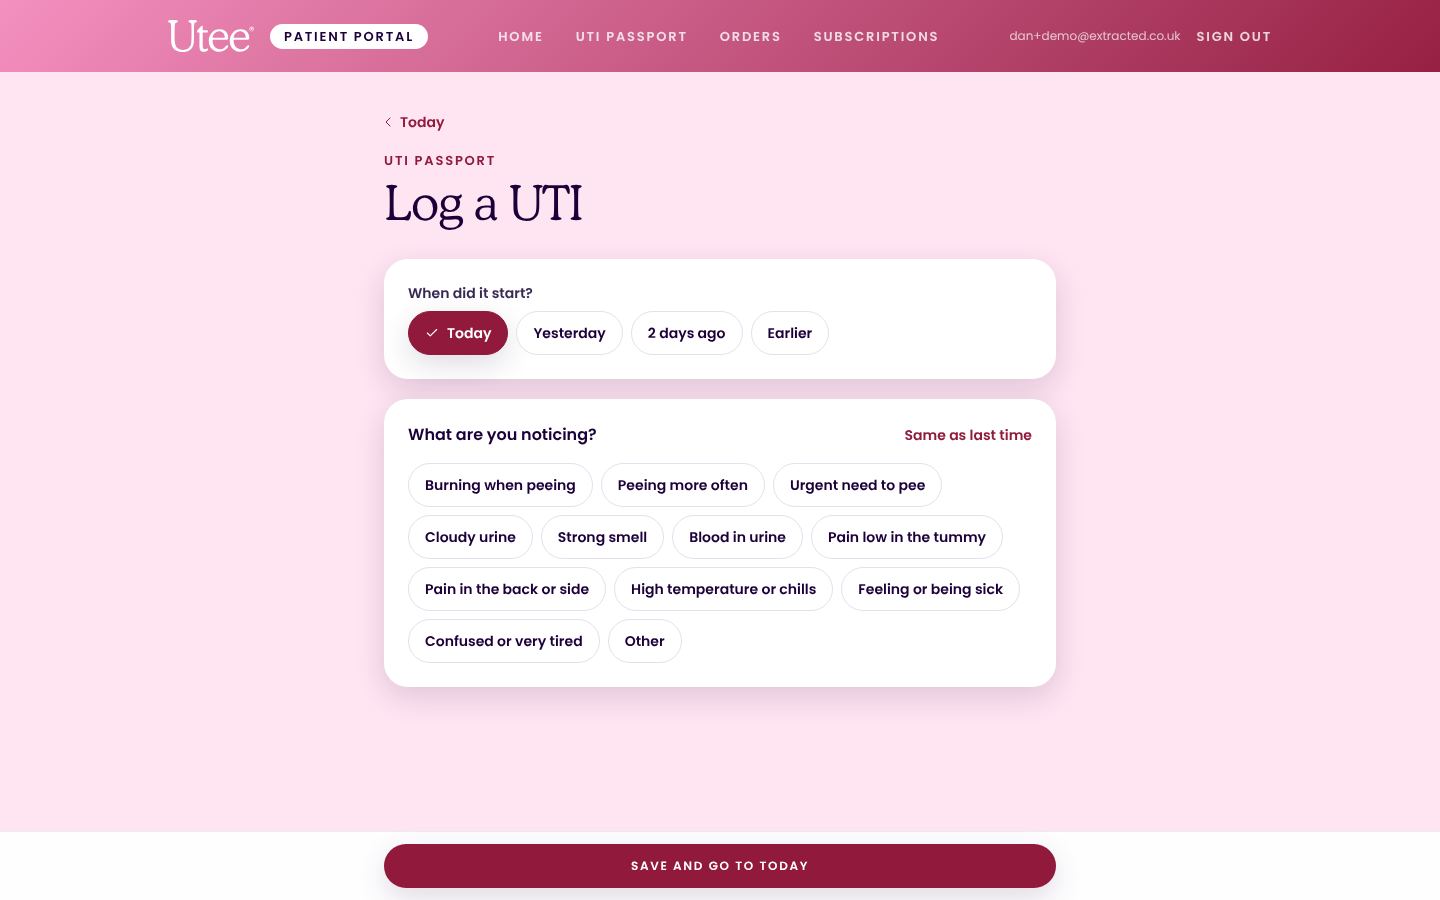 Utee® PATIENT PORTAL HOME UTI PASSPORT ORDERS SUBSCRIPTIONS dan+demo@extracted.co.uk SIGN OUT
Today
UTI PASSPORT
Log a UTI
When did it start?
Today Yesterday 2 days ago Earlier
What are you noticing? Same as last time
Burning when peeing Peeing more often Urgent need to pee
Cloudy urine Strong smell Blood in urine Pain low in the tummy
Pain in the back or side High temperature or chills Feeling or being sick
Confused or very tired Other
SAVE AND GO TO TODAY